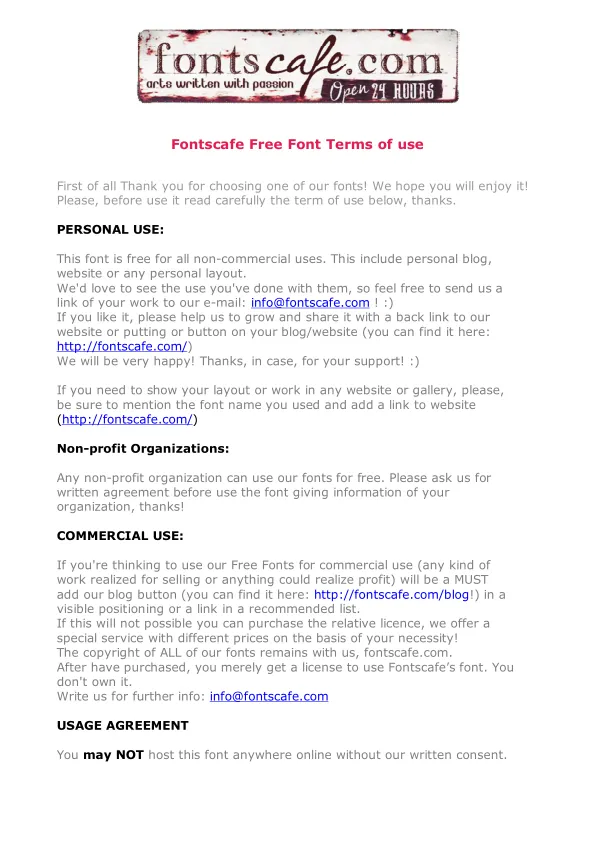 fontscafe.com
arts written with passion Open 24 HOURS
Fontscafe Free Font Terms of use
First of all Thank you for choosing one of our fonts! We hope you will enjoy it!
Please, before use it read carefully the term of use below, thanks.
PERSONAL USE:
This font is free for all non-commercial uses. This include personal blog,
website or any personal layout.
We'd love to see the use you've done with them, so feel free to send us a
link of your work to our e-mail: info@fontscafe.com ! :)
If you like it, please help us to grow and share it with a back link to our
website or putting or button on your blog/website (you can find it here:
http://fontscafe.com/)
We will be very happy! Thanks, in case, for your support! :)
If you need to show your layout or work in any website or gallery, please,
be sure to mention the font name you used and add a link to website
(http://fontscafe.com/)
Non-profit Organizations:
Any non-profit organization can use our fonts for free. Please ask us for
written agreement before use the font giving information of your
organization, thanks!
COMMERCIAL USE:
If you're thinking to use our Free Fonts for commercial use (any kind of
work realized for selling or anything could realize profit) will be a MUST
add our blog button (you can find it here: http://fontscafe.com/blog!) in a
visible positioning or a link in a recommended list.
If this will not possible you can purchase the relative licence, we offer a
special service with different prices on the basis of your necessity!
The copyright of ALL of our fonts remains with us, fontscafe.com.
After have purchased, you merely get a license to use Fontscafe’s font. You
don't own it.
Write us for further info: info@fontscafe.com
USAGE AGREEMENT
You may NOT host this font anywhere online without our written consent.